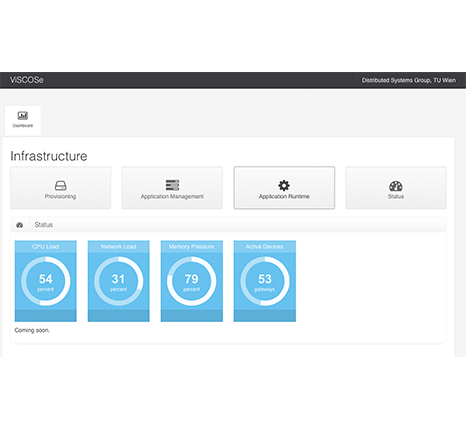 ViSCOSe
Distributed Systems Group, TU Wien
Dashboard
Infrastructure
Provisioning
Application Management
Application Runtime
Status
Status
CPU Load
Network Load
Memory Pressure
Active Devices
54
percent
31
percent
79
percent
53
gateways
Coming soon.